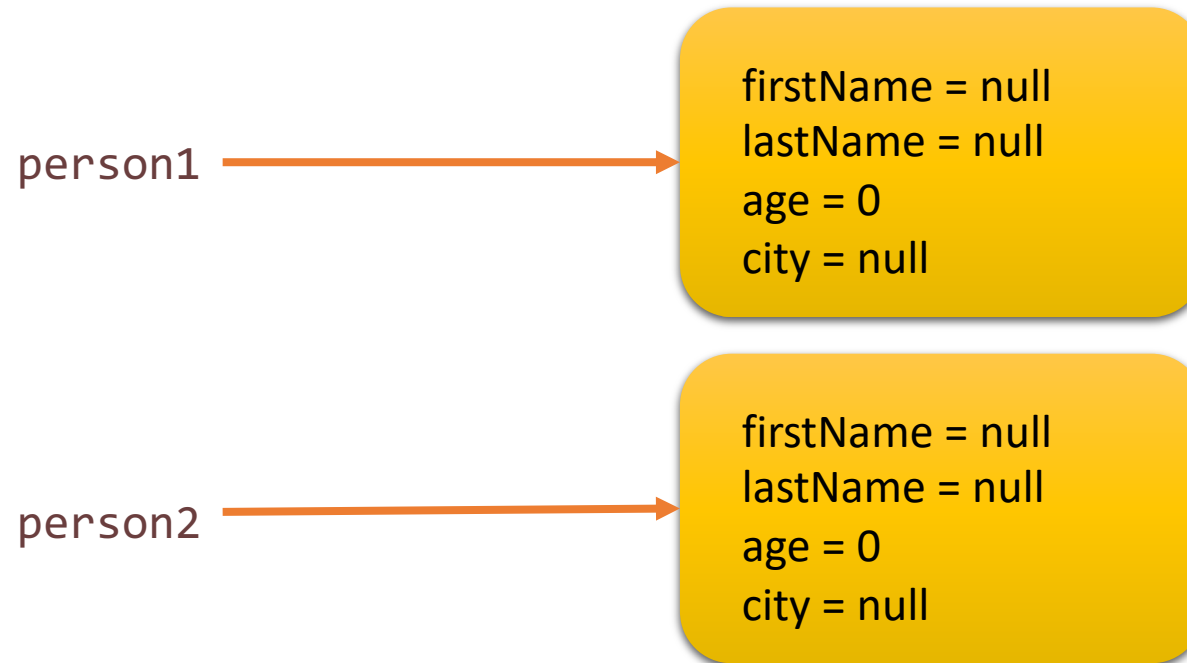 person1
firstName = null
lastName = null
age = 0
city = null
person2
firstName = null
lastName = null
age = 0
city = null